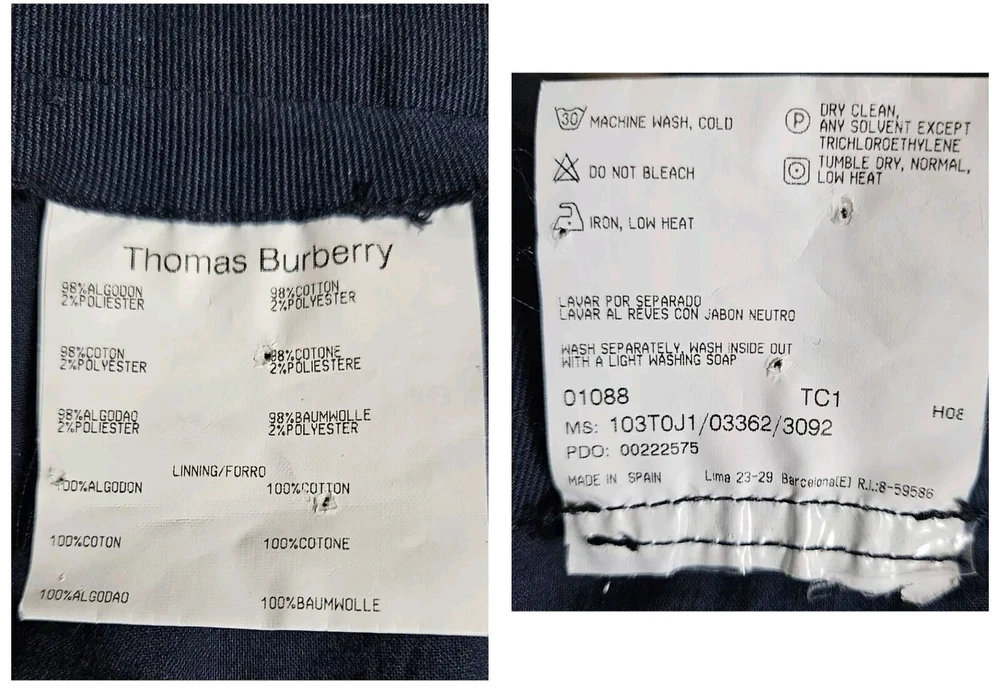 Thomas Burberry
98%ALGODON
2%POLIESTER
98%COTTON
2%POLYESTER
98%COTON
2%POLYESTER
98%COTONE
2%POLIESTERE
98%ALGODAO
2%POLYESTER
98%BAUMWOLLE
2%POLYESTER
LINNING/FORRO
100%ALGODON
100%COTTON
100%COTON
100%COTONE
100%ALGODAO
100%BAUMWOLLE
30 MACHINE WASH, COLD
DO NOT BLEACH
IRON, LOW HEAT
P DRY CLEAN,
ANY SOLVENT EXCEPT
TRICHLOROETHYLENE
TUMBLE DRY, NORMAL,
LOW HEAT
LAVAR POR SEPARADO
LAVAR AL REVES CON JABON NEUTRO
WASH SEPARATELY, WASH INSIDE OUT
WITH A LIGHT WASHING SOAP
01088 TC1
MS: 103T0J1/03362/3092
PDO: 00222575
MADE IN SPAIN Lima 23-29 Barcelona(E) R.I.:8-59586